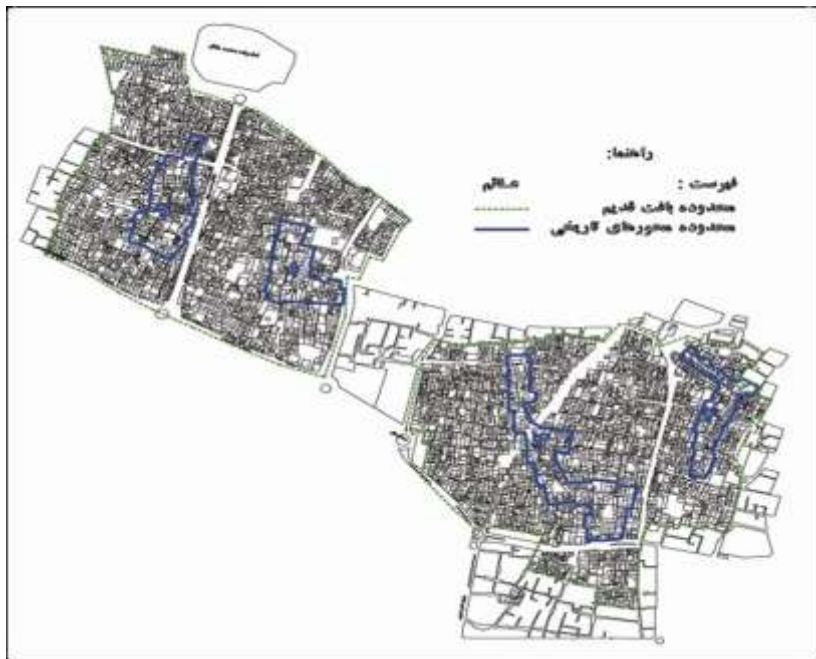 راهنما:
فهرست : علائم
محدوده بافت قدیم
محدوده محورهای تاریخی